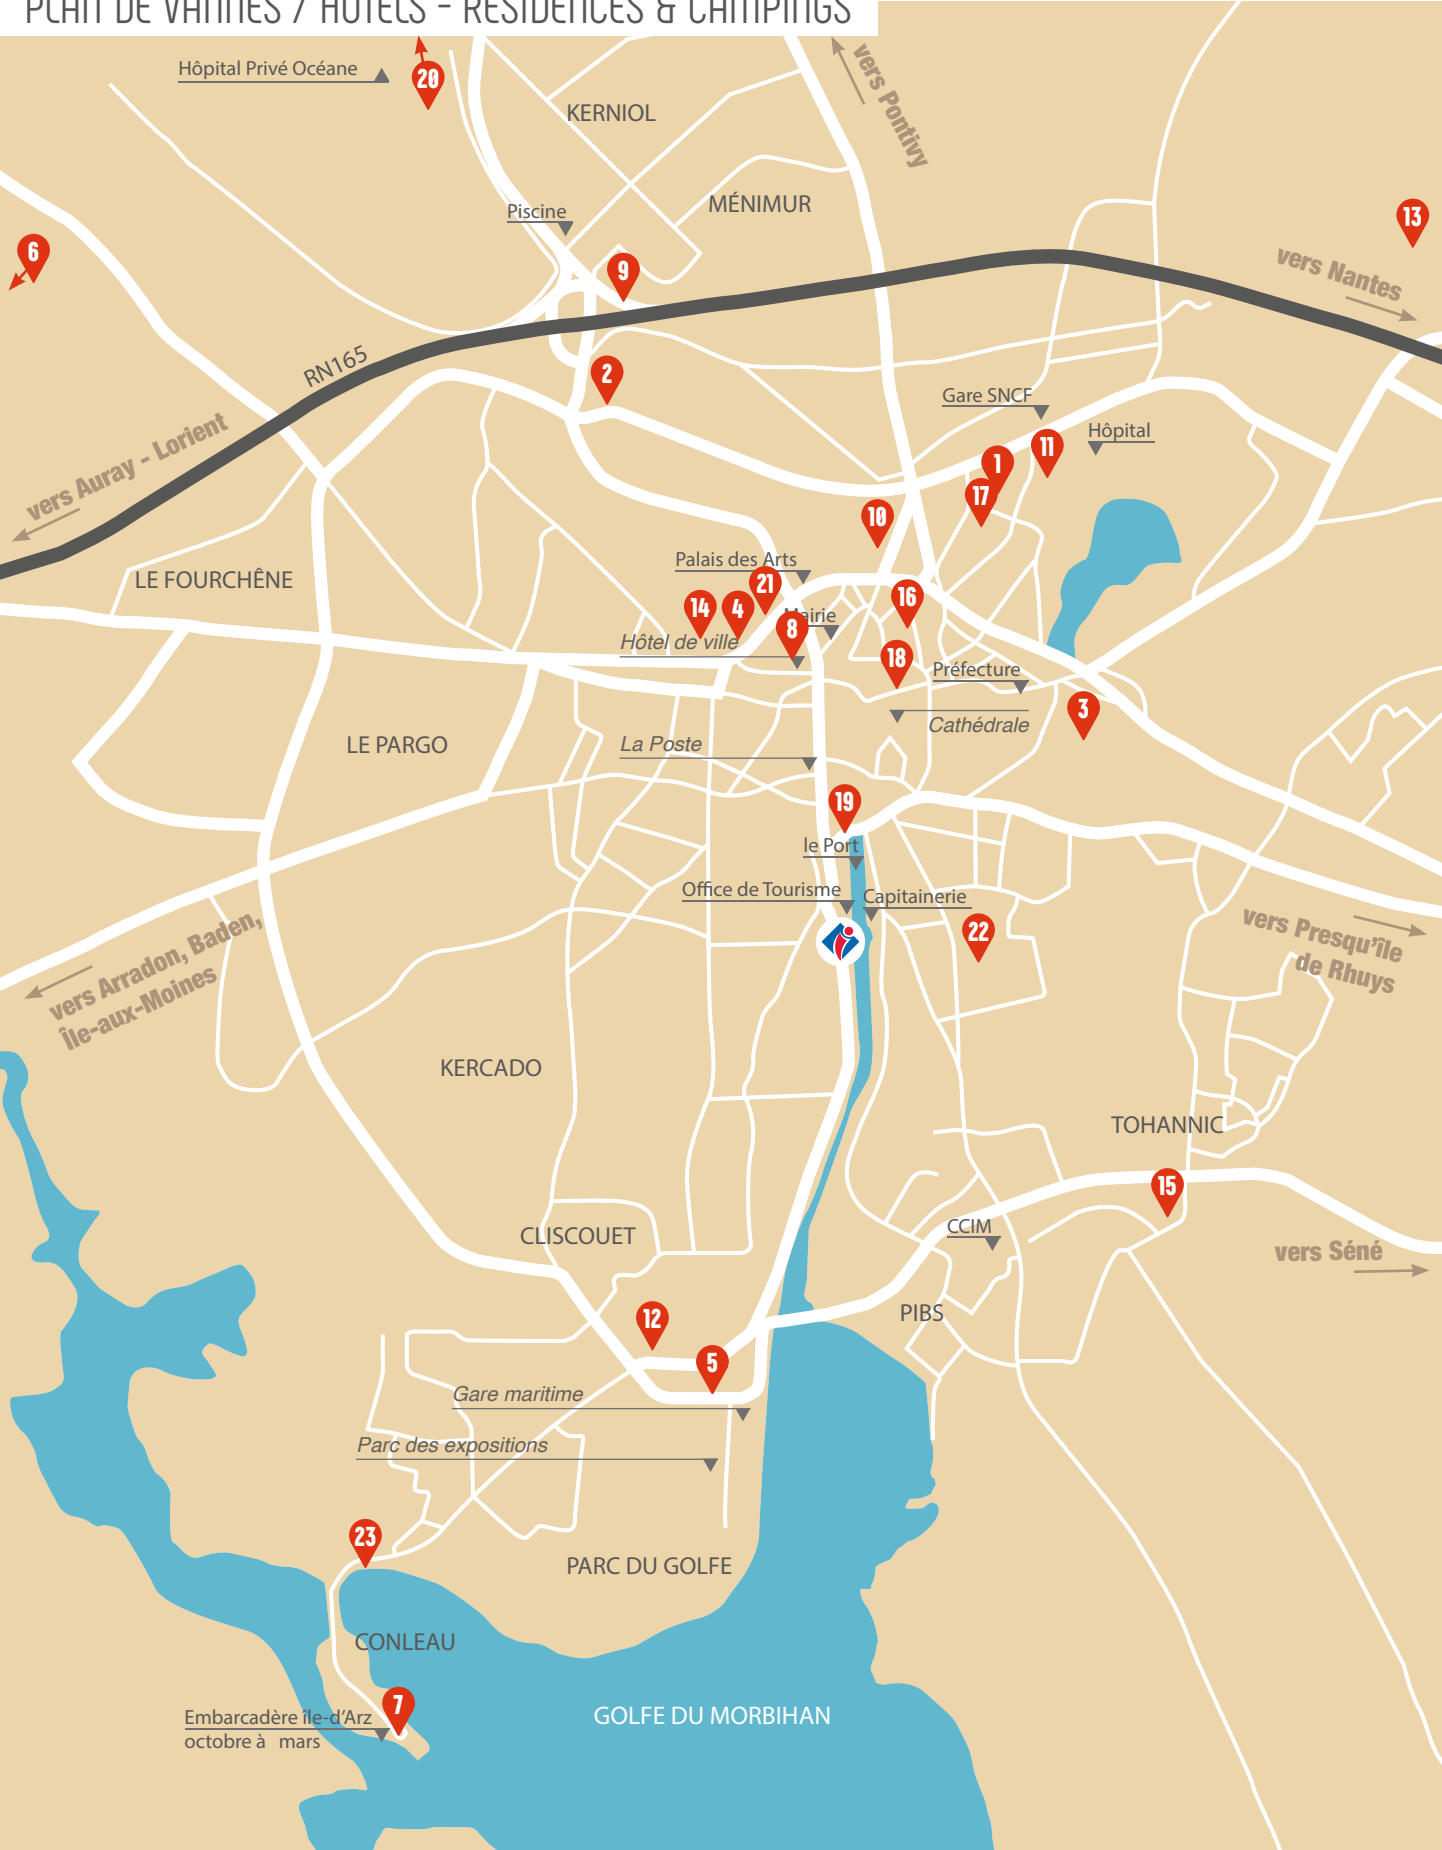 PLAN DE VANNES / HÔTELS - RÉSIDENCES & CAMPINGS
Hôpital Privé Océane
20
KERNIOL
vers Pontivy
MÉNIMUR
Piscine
13
6
9
vers Nantes
RN165
2
Gare SNCF
Hôpital
11
1
17
vers Auray - Lorient
10
Palais des Arts
LE FOURCHÊNE
21
14
4
16
Mairie
8
Hôtel de ville
18
Préfecture
3
Cathédrale
LE PARGO
La Poste
19
le Port
Office de Tourisme
Capitainerie
22
vers Presqu'île
de Rhuys
vers Arradon, Baden,
Île-aux-Moines
KERCADO
TOHANNIC
15
CCIM
CLISCOUET
vers Séné
PIBS
12
5
Gare maritime
Parc des expositions
23
PARC DU GOLFE
CONLEAU
7
GOLFE DU MORBIHAN
Embarcadère île-d'Arz
octobre à mars